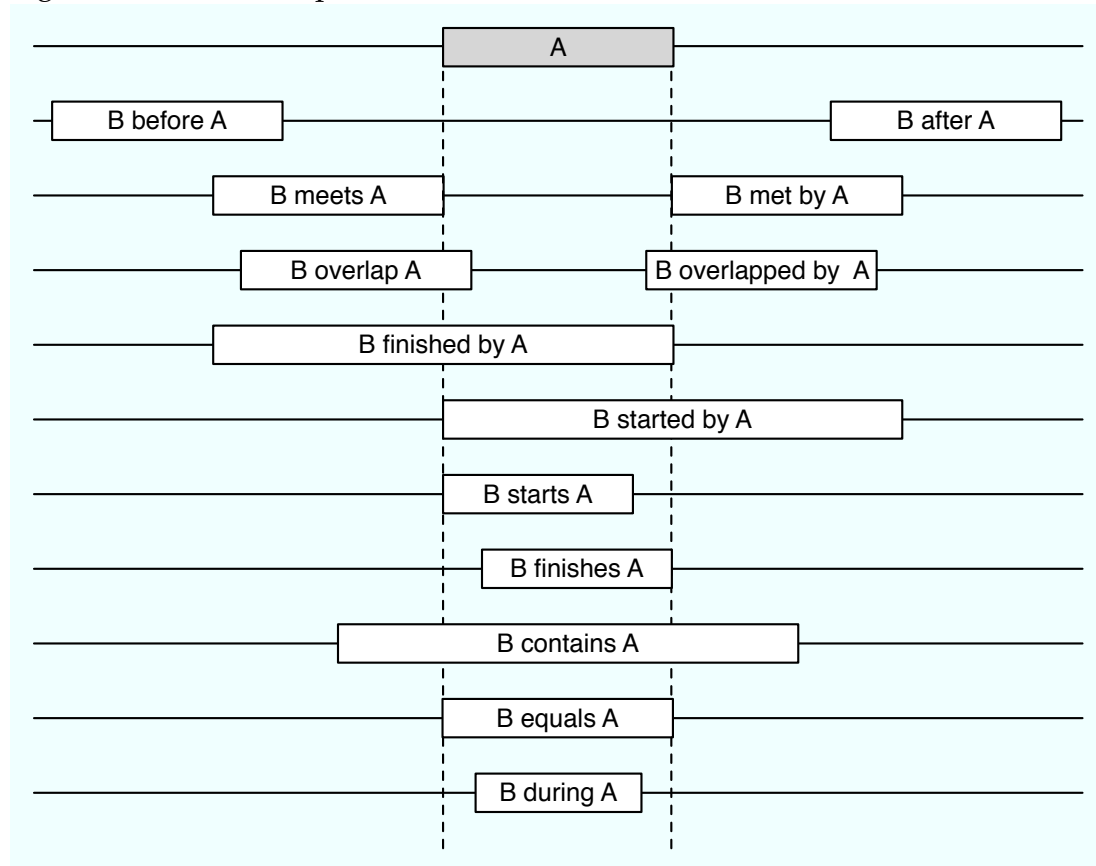 A
B before A
B after A
B meets A
B met by A
B overlap A
B overlapped by A
B finished by A
B started by A
B starts A
B finishes A
B contains A
B equals A
B during A